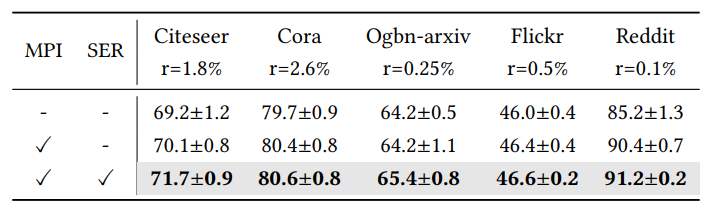 MPI SER Citeseer Cora Ogbn-arxiv Flickr Reddit
r=1.8% r=2.6% r=0.25% r=0.5% r=0.1%
- - 69.2±1.2 79.7±0.9 64.2±0.5 46.0±0.4 85.2±1.3
✓ - 70.1±0.8 80.4±0.8 64.2±1.1 46.4±0.4 90.4±0.7
✓ ✓ 71.7±0.9 80.6±0.8 65.4±0.8 46.6±0.2 91.2±0.2